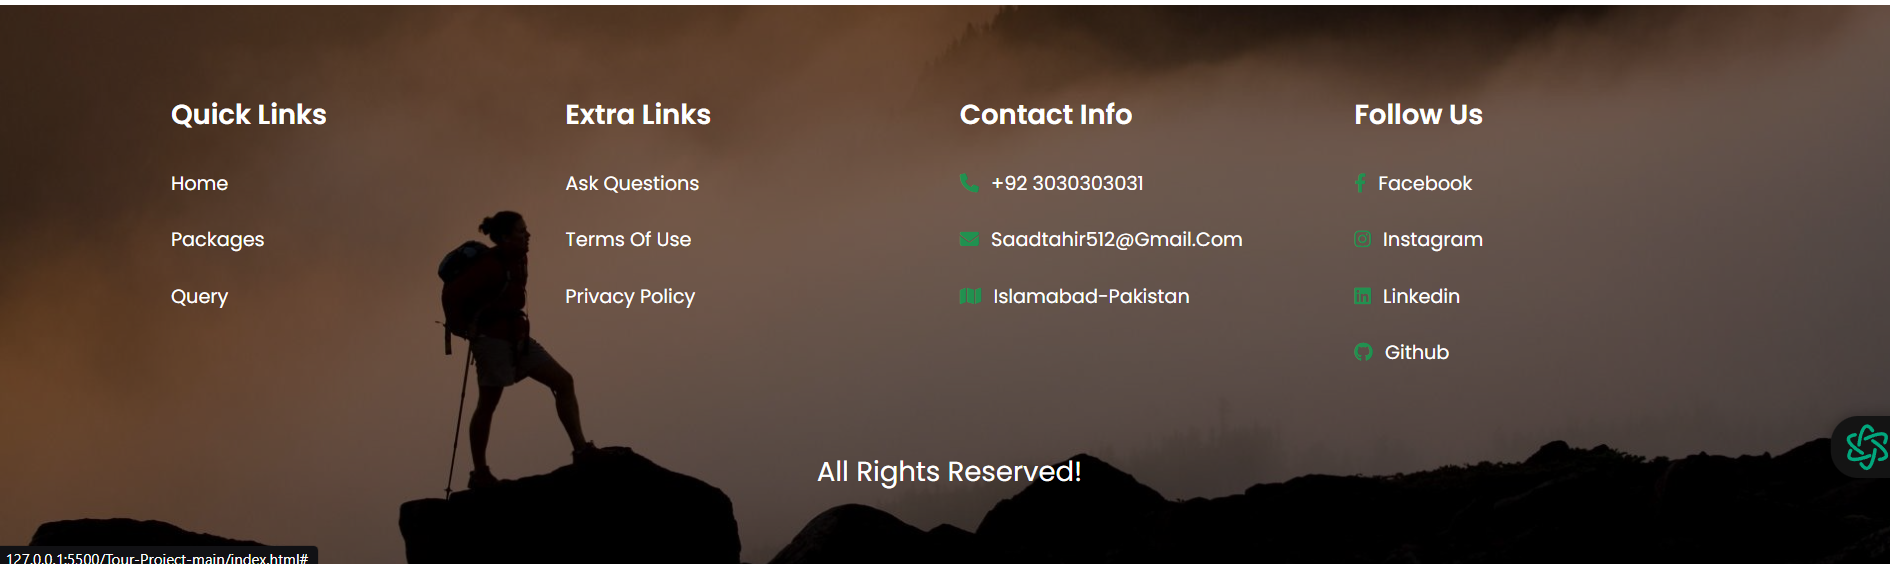 Quick Links
Home
Packages
Query
Extra Links
Ask Questions
Terms Of Use
Privacy Policy
Contact Info
+92 3030303031
Saadtahir512@Gmail.Com
Islamabad-Pakistan
Follow Us
Facebook
Instagram
Linkedin
Github
All Rights Reserved!
127.0.0.1:5500/Tour-Project-main/index.html#